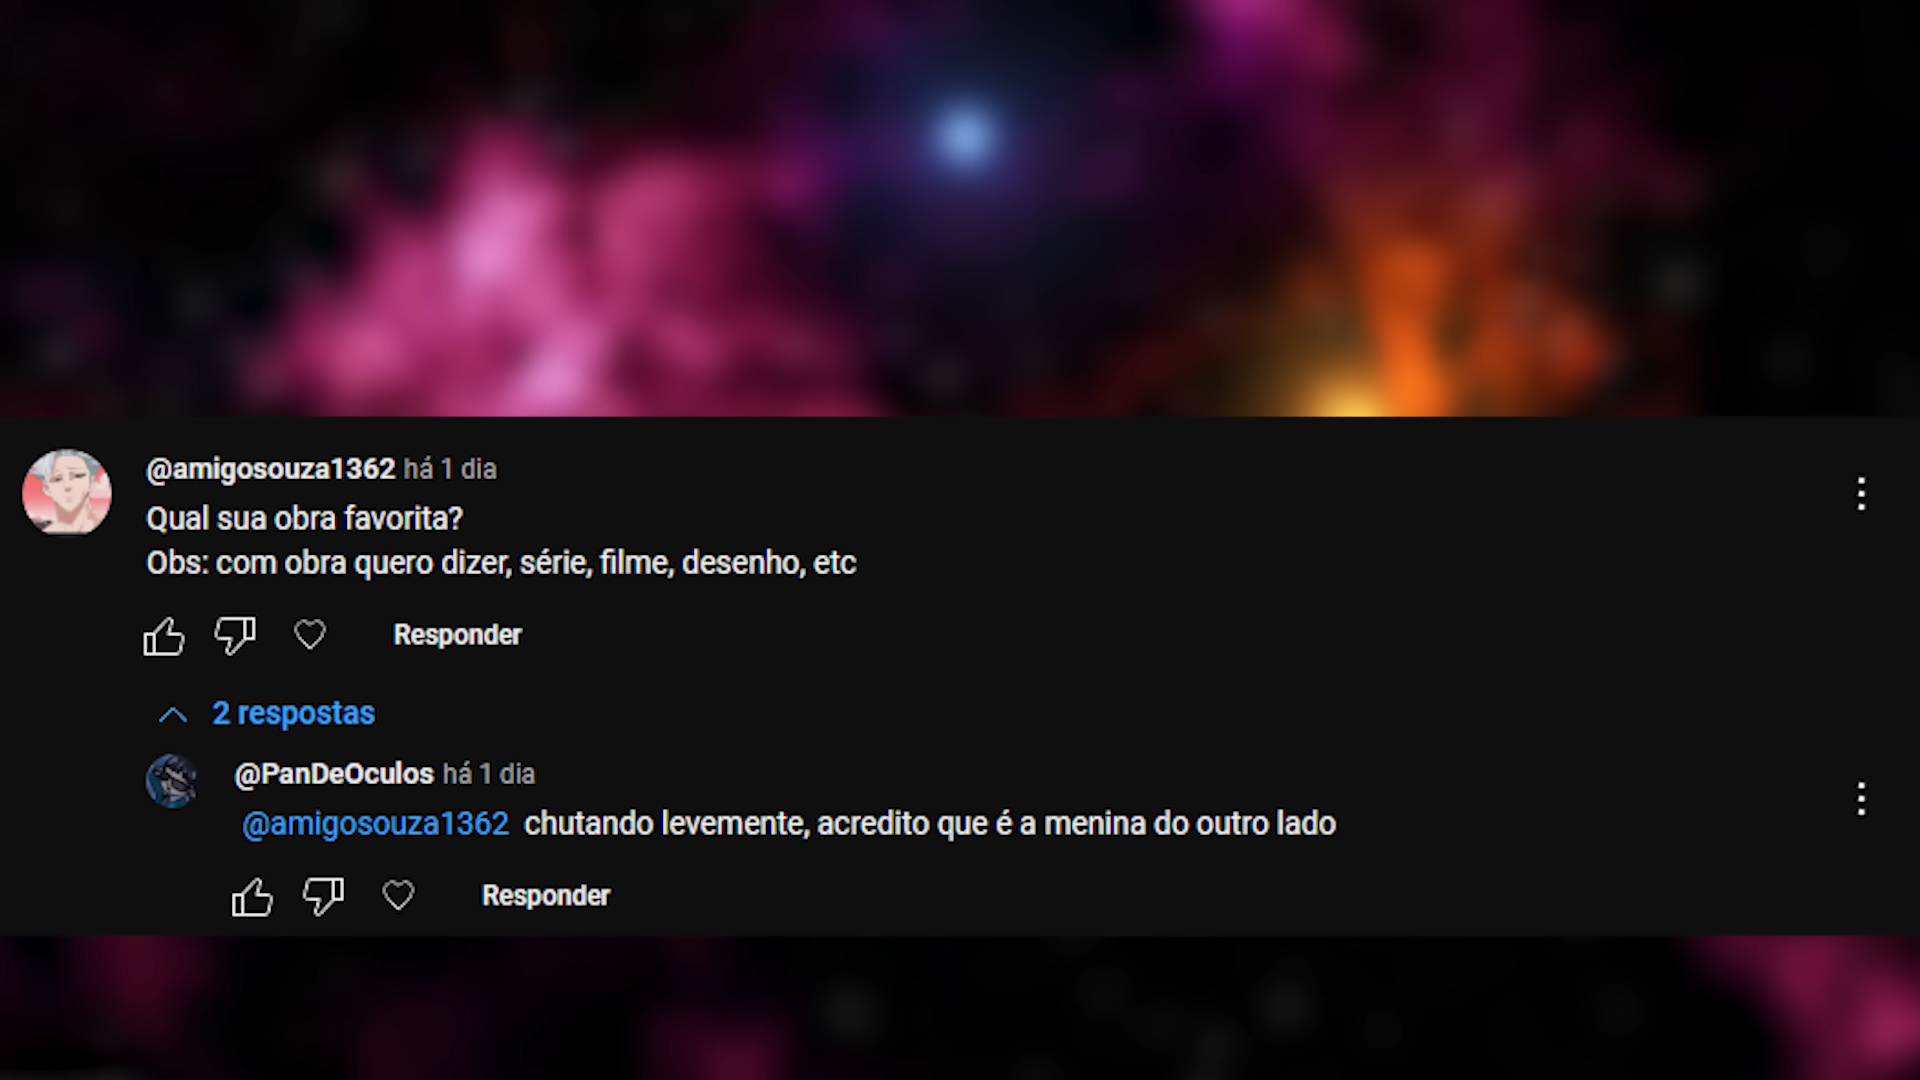 @amigosouza1362 há 1 dia
Qual sua obra favorita?
Obs: com obra quero dizer, série, filme, desenho, etc
Responder
2 respostas
@PanDeOculos há 1 dia
@amigosouza1362 chutando levemente, acredito que é a menina do outro lado
Responder